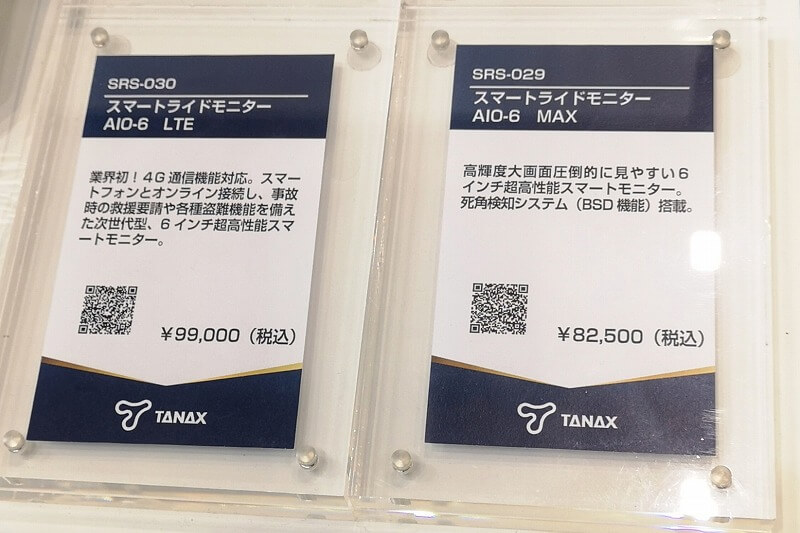 SRS-030
スマートライドモニター
AIO-6 LTE
業界初！4G通信機能対応。スマー
トフォンとオンライン接続し、事故
時の救援要請や各種盗難機能を備え
た次世代型、6インチ超高性能スマ
ートモニター。
￥99,000（税込）
TANAX
SRS-029
スマートライドモニター
AIO-6 MAX
高輝度大画面圧倒的に見やすい6
インチ超高性能スマートモニター。
死角検知システム（BSD機能）搭載。
￥82,500（税込）
TANAX